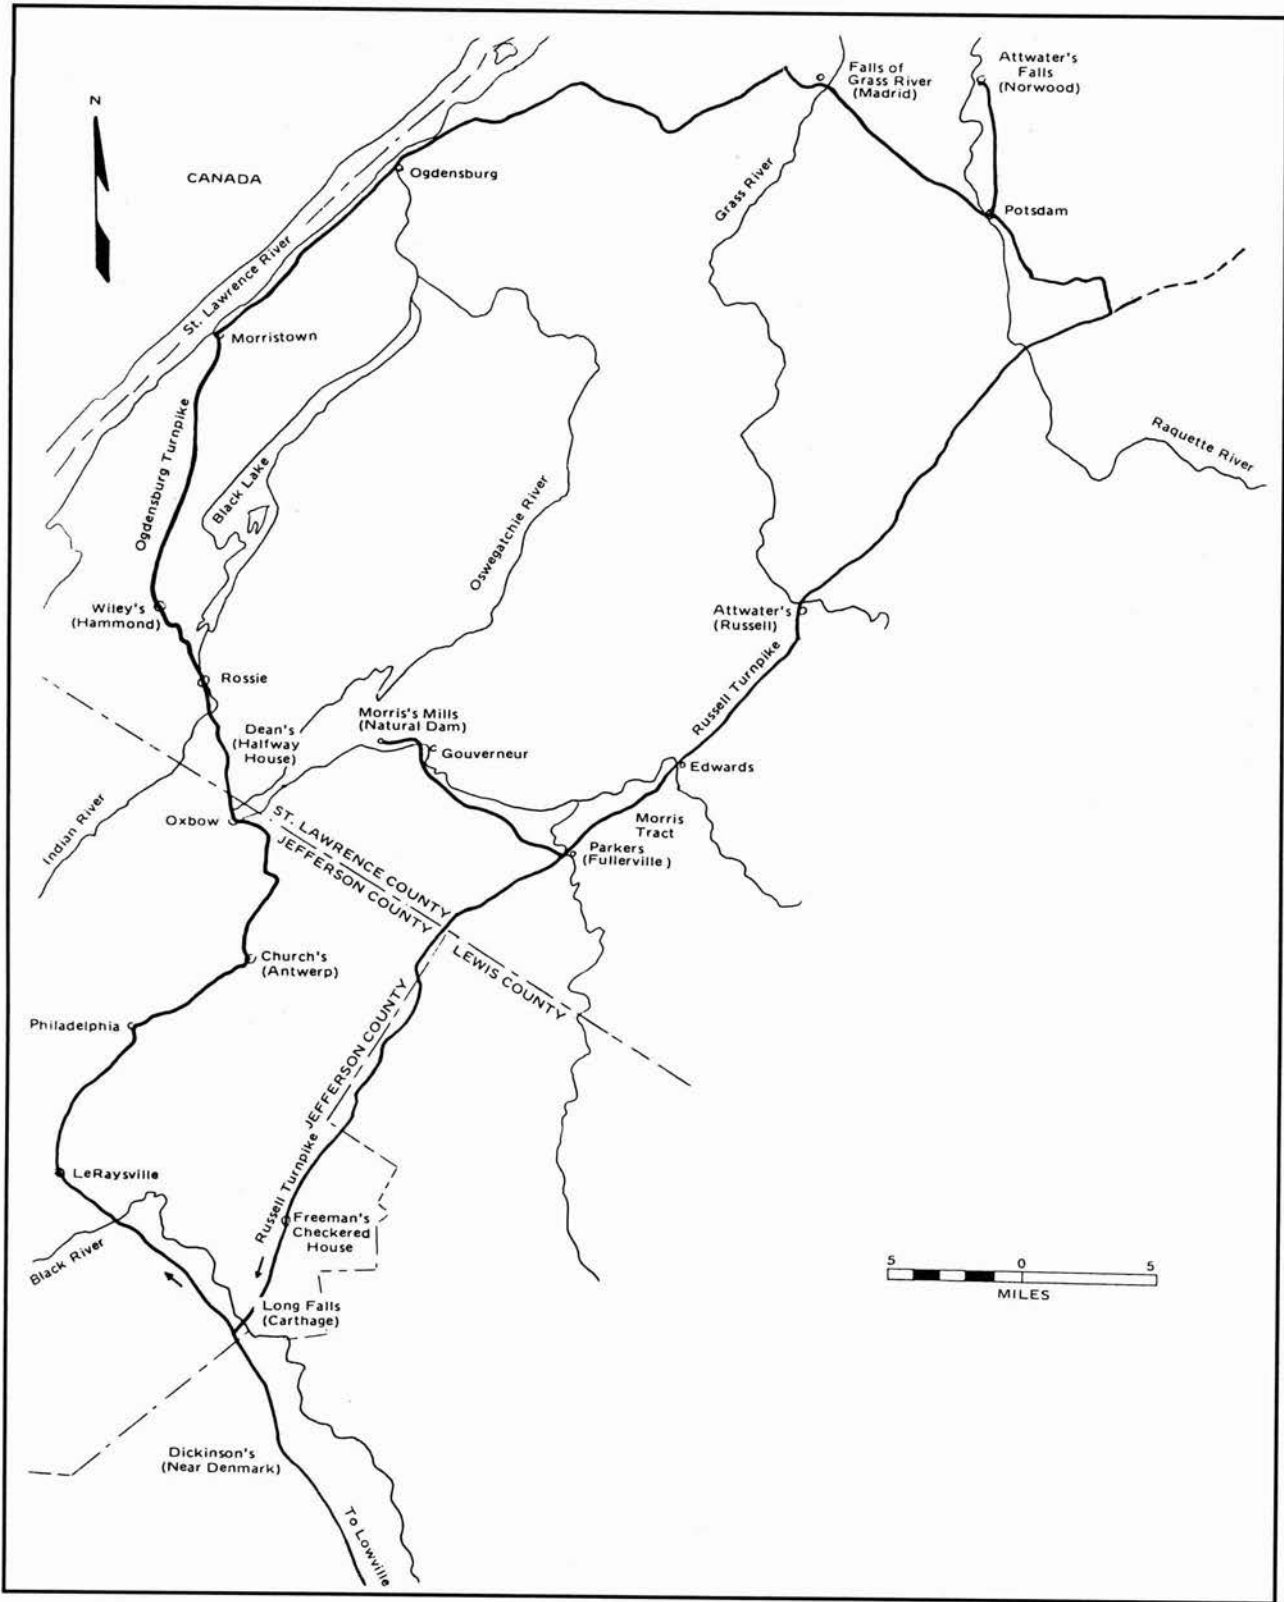 N
CANADA
Falls of
Grass River
(Madrid)
Attwater's
Falls
(Norwood)
Ogdensburg
Grass River
Potsdam
St. Lawrence River
Morristown
Ogdensburg Turnpike
Black Lake
Oswegatchie River
Raquette River
Wiley's
(Hammond)
Attwater's
(Russell)
Rossie
Russell Turnpike
Dean's
(Halfway
House)
Morris's Mills
(Natural Dam)
Gouverneur
Edwards
Indian River
Oxbow
ST. LAWRENCE COUNTY
JEFFERSON COUNTY
Morris
Tract
Parkers
(Fullerville)
LEWIS COUNTY
Church's
(Antwerp)
JEFFERSON COUNTY
Philadelphia
Russell Turnpike
LeRaysville
Freeman's
Checkered
House
Black River
5 0 5
MILES
Long Falls
(Carthage)
Dickinson's
(Near Denmark)
To Lowville